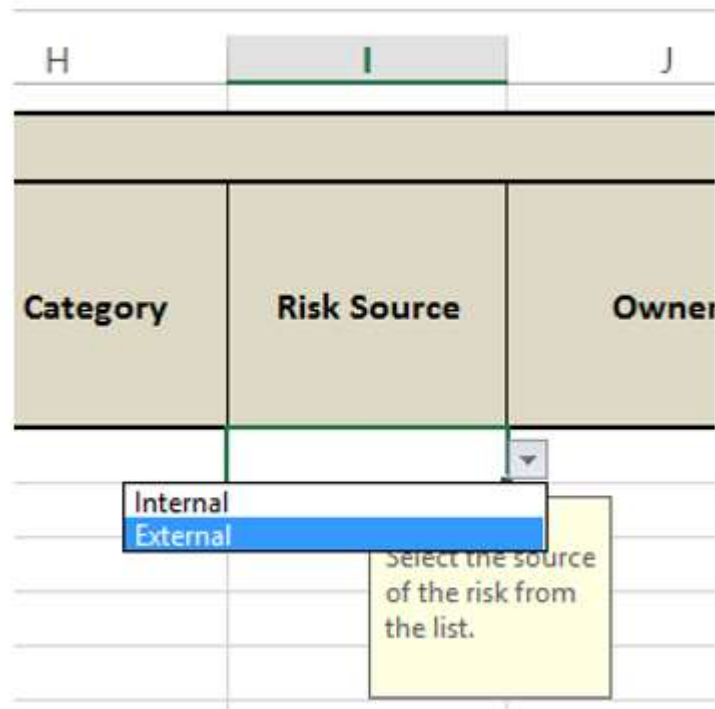 H I J
Category Risk Source Owner
Internal
External
Select the source
of the risk from
the list.